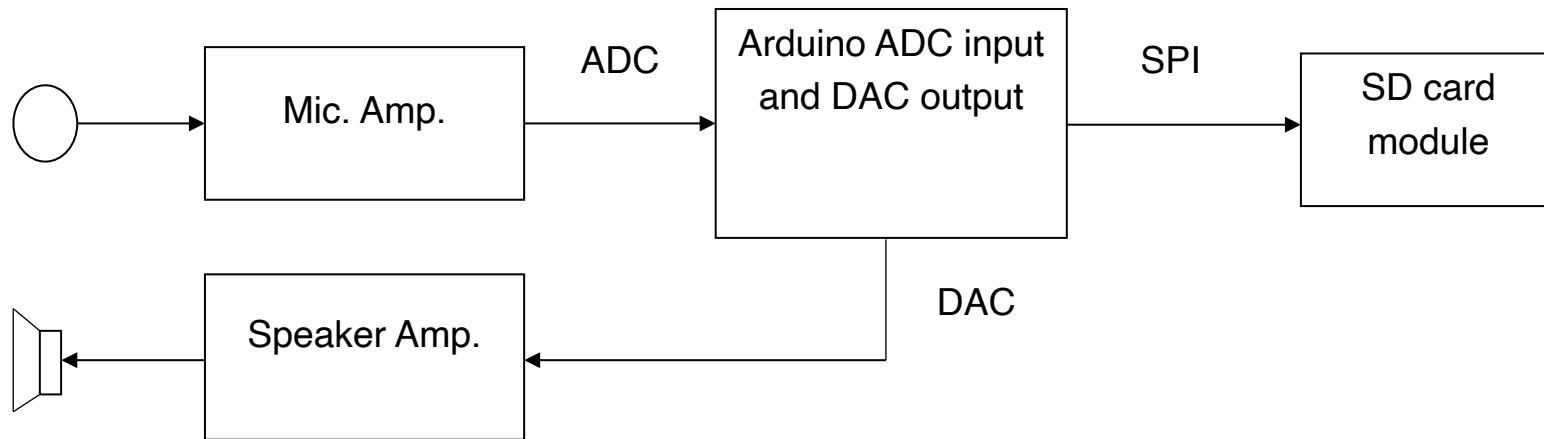 Mic. Amp.
ADC
Arduino ADC input
and DAC output
SPI
SD card
module
Speaker Amp.
DAC